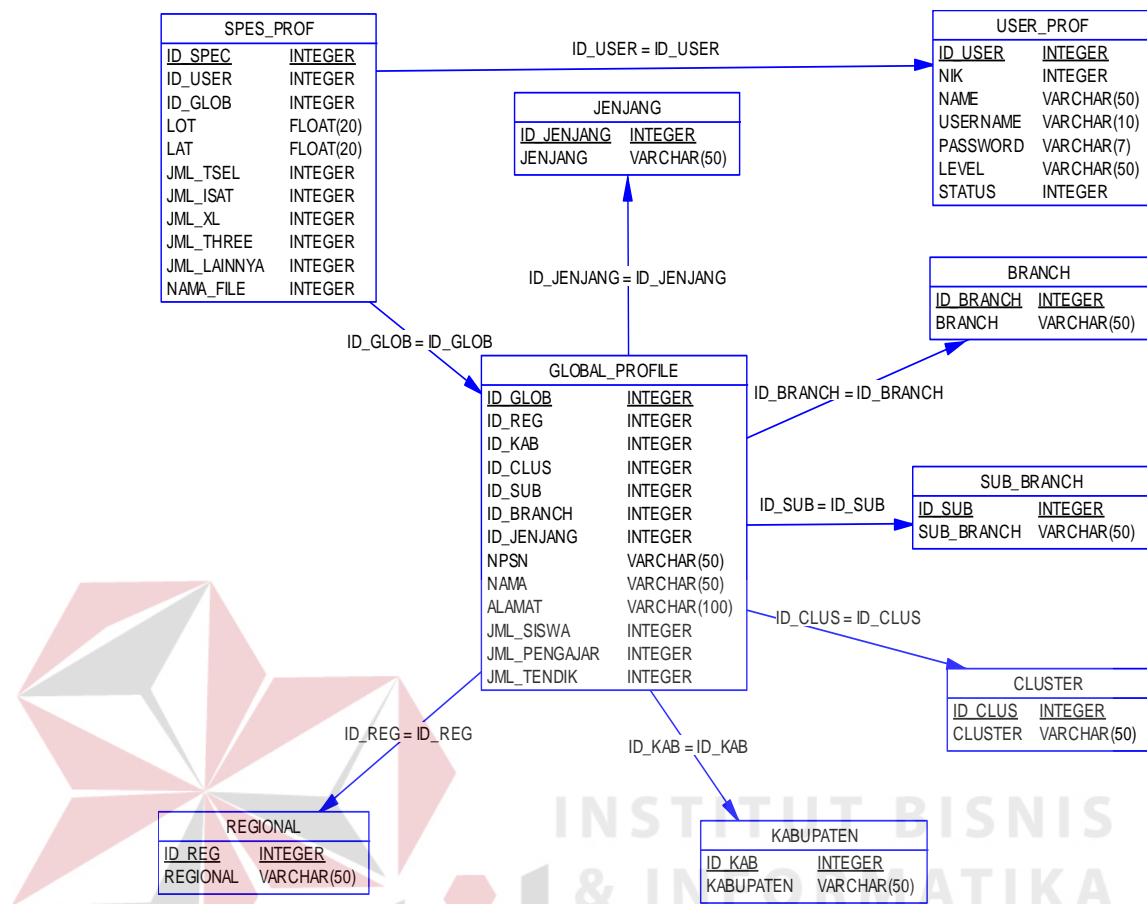 SPES_PROF
ID_SPEC INTEGER
ID_USER INTEGER
ID_GLOB INTEGER
LOT FLOAT(20)
LAT FLOAT(20)
JML_TSEL INTEGER
JML_ISAT INTEGER
JML_XL INTEGER
JML_THREE INTEGER
JML_LAINNYA INTEGER
NAMA_FILE INTEGER
ID_USER = ID_USER
USER_PROF
ID_USER INTEGER
NIK INTEGER
NAME VARCHAR(50)
USERNAME VARCHAR(10)
PASSWORD VARCHAR(7)
LEVEL VARCHAR(50)
STATUS INTEGER
JENJANG
ID_JENJANG INTEGER
JENJANG VARCHAR(50)
ID_JENJANG = ID_JENJANG
BRANCH
ID_BRANCH INTEGER
BRANCH VARCHAR(50)
ID_GLOB = ID_GLOB
GLOBAL_PROFILE
ID_GLOB INTEGER
ID_REG INTEGER
ID_KAB INTEGER
ID_CLUS INTEGER
ID_SUB INTEGER
ID_BRANCH INTEGER
ID_JENJANG INTEGER
NPSN VARCHAR(50)
NAMA VARCHAR(50)
ALAMAT VARCHAR(100)
JML_SISWA INTEGER
JML_PENGAJAR INTEGER
JML_TENDIK INTEGER
ID_BRANCH = ID_BRANCH
SUB_BRANCH
ID_SUB INTEGER
SUB_BRANCH VARCHAR(50)
ID_SUB = ID_SUB
ID_CLUS = ID_CLUS
CLUSTER
ID_CLUS INTEGER
CLUSTER VARCHAR(50)
ID_REG = ID_REG
ID_KAB = ID_KAB
REGIONAL
ID_REG INTEGER
REGIONAL VARCHAR(50)
KABUPATEN
ID_KAB INTEGER
KABUPATEN VARCHAR(50)
INSTITUT BISNIS
& INFORMATIKA